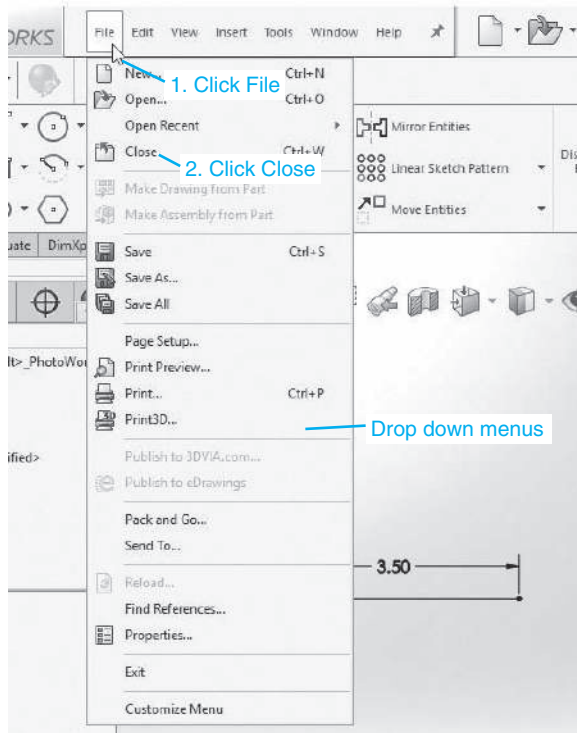 ORKS File Edit View Insert Tools Window Help
1. Click File
New... Ctrl+N
Open... Ctrl+O
Open Recent
Close Ctrl+W
2. Click Close
Make Drawing from Part
Make Assembly from Part
Save Ctrl+S
Save As...
Save All
Page Setup...
Print Preview...
Print... Ctrl+P
Print3D...
Drop down menus
Publish to 3DVIA.com...
Publish to eDrawings
Pack and Go...
Send To...
Reload...
Find References...
Properties...
Exit
Customize Menu
Mirror Entities
Linear Sketch Pattern
Dis
Move Entities
uate DimXp
lt>_PhotoWor
ified>
3.50